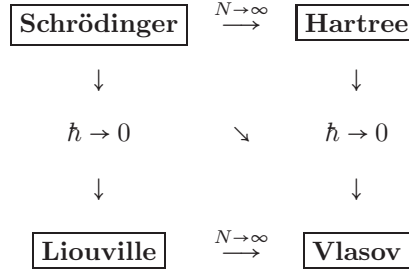 Schrödinger N→∞ ⟶ Hartree
↓ ↓
ℏ → 0 ↘ ℏ → 0
↓ ↓
Liouville N→∞ ⟶ Vlasov